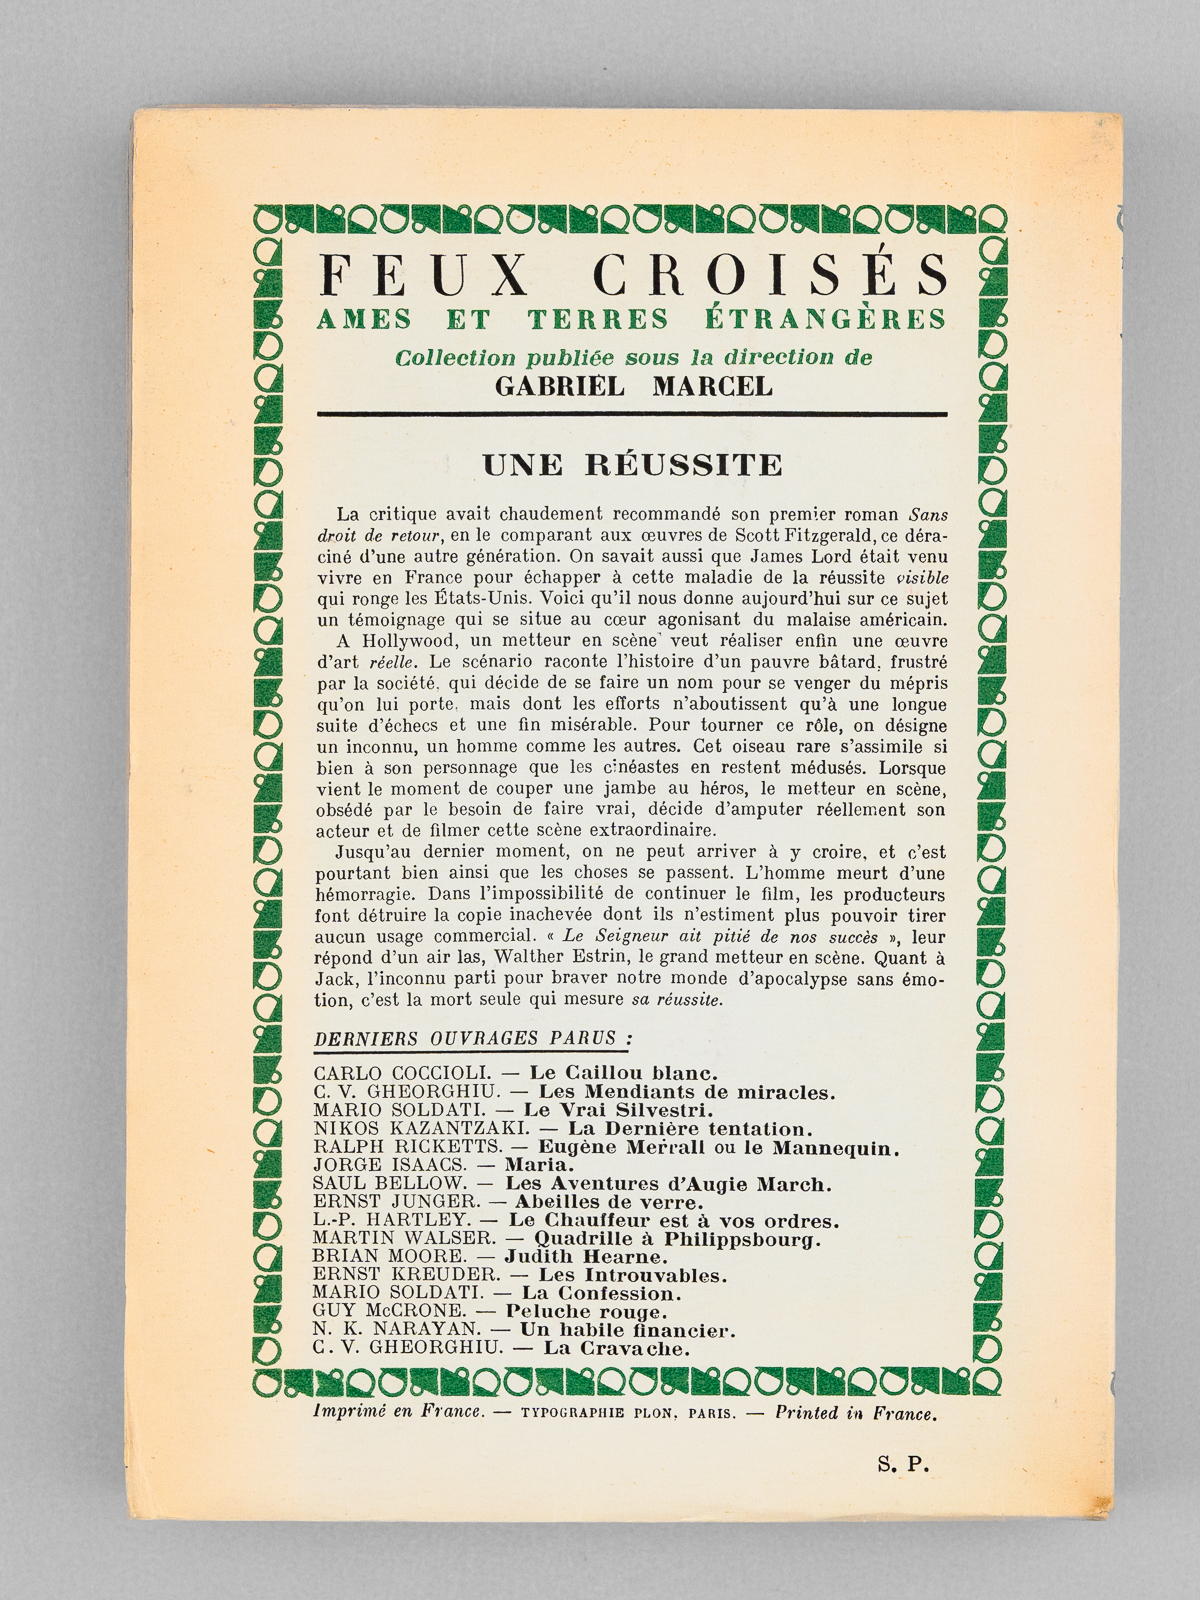 FEUX CROISÉS
AMES ET TERRES ÉTRANGÈRES
Collection publiée sous la direction de
GABRIEL MARCEL
UNE RÉUSSITE
La critique avait chaudement recommandé son premier roman Sans
droit de retour, en le comparant aux œuvres de Scott Fitzgerald, ce déra-
ciné d'une autre génération. On savait aussi que James Lord était venu
vivre en France pour échapper à cette maladie de la réussite visible
qui ronge les États-Unis. Voici qu'il nous donne aujourd'hui sur ce sujet
un témoignage qui se situe au cœur agonisant du malaise américain.
A Hollywood, un metteur en scène veut réaliser enfin une œuvre
d'art réelle. Le scénario raconte l'histoire d'un pauvre bâtard, frustré
par la société, qui décide de se faire un nom pour se venger du mépris
qu'on lui porte, mais dont les efforts n'aboutissent qu'à une longue
suite d'échecs et une fin misérable. Pour tourner ce rôle, on désigne
un inconnu, un homme comme les autres. Cet oiseau rare s'assimile si
bien à son personnage que les cinéastes en restent médusés. Lorsque
vient le moment de couper une jambe au héros, le metteur en scène,
obsédé par le besoin de faire vrai, décide d'amputer réellement son
acteur et de filmer cette scène extraordinaire.
Jusqu'au dernier moment, on ne peut arriver à y croire, et c'est
pourtant bien ainsi que les choses se passent. L'homme meurt d'une
hémorragie. Dans l'impossibilité de continuer le film, les producteurs
font détruire la copie inachevée dont ils n'estiment plus pouvoir tirer
aucun usage commercial. « Le Seigneur ait pitié de nos succès », leur
répond d'un air las, Walther Estrin, le grand metteur en scène. Quant à
Jack, l'inconnu parti pour braver notre monde d'apocalypse sans émo-
tion, c'est la mort seule qui mesure sa réussite.
DERNIERS OUVRAGES PARUS :
CARLO COCCIOLI. — Le Caillou blanc.
C. V. GHEORGHIU. — Les Mendiants de miracles.
MARIO SOLDATI. — Le Vrai Silvestri.
NIKOS KAZANTZAKI. — La Dernière tentation.
RALPH RICKETTS. — Eugène Merrall ou le Mannequin.
JORGE ISAACS. — Maria.
SAUL BELLOW. — Les Aventures d'Augie March.
ERNST JUNGER. — Abeilles de verre.
L.-P. HARTLEY. — Le Chauffeur est à vos ordres.
MARTIN WALSER. — Quadrille à Philippsbourg.
BRIAN MOORE. — Judith Hearne.
ERNST KREUDER. — Les Introuvables.
MARIO SOLDATI. — La Confession.
GUY McCRONE. — Peluche rouge.
N. K. NARAYAN. — Un habile financier.
C. V. GHEORGHIU. — La Cravache.
Imprimé en France. — TYPOGRAPHIE PLON, PARIS. — Printed in France.
S. P.